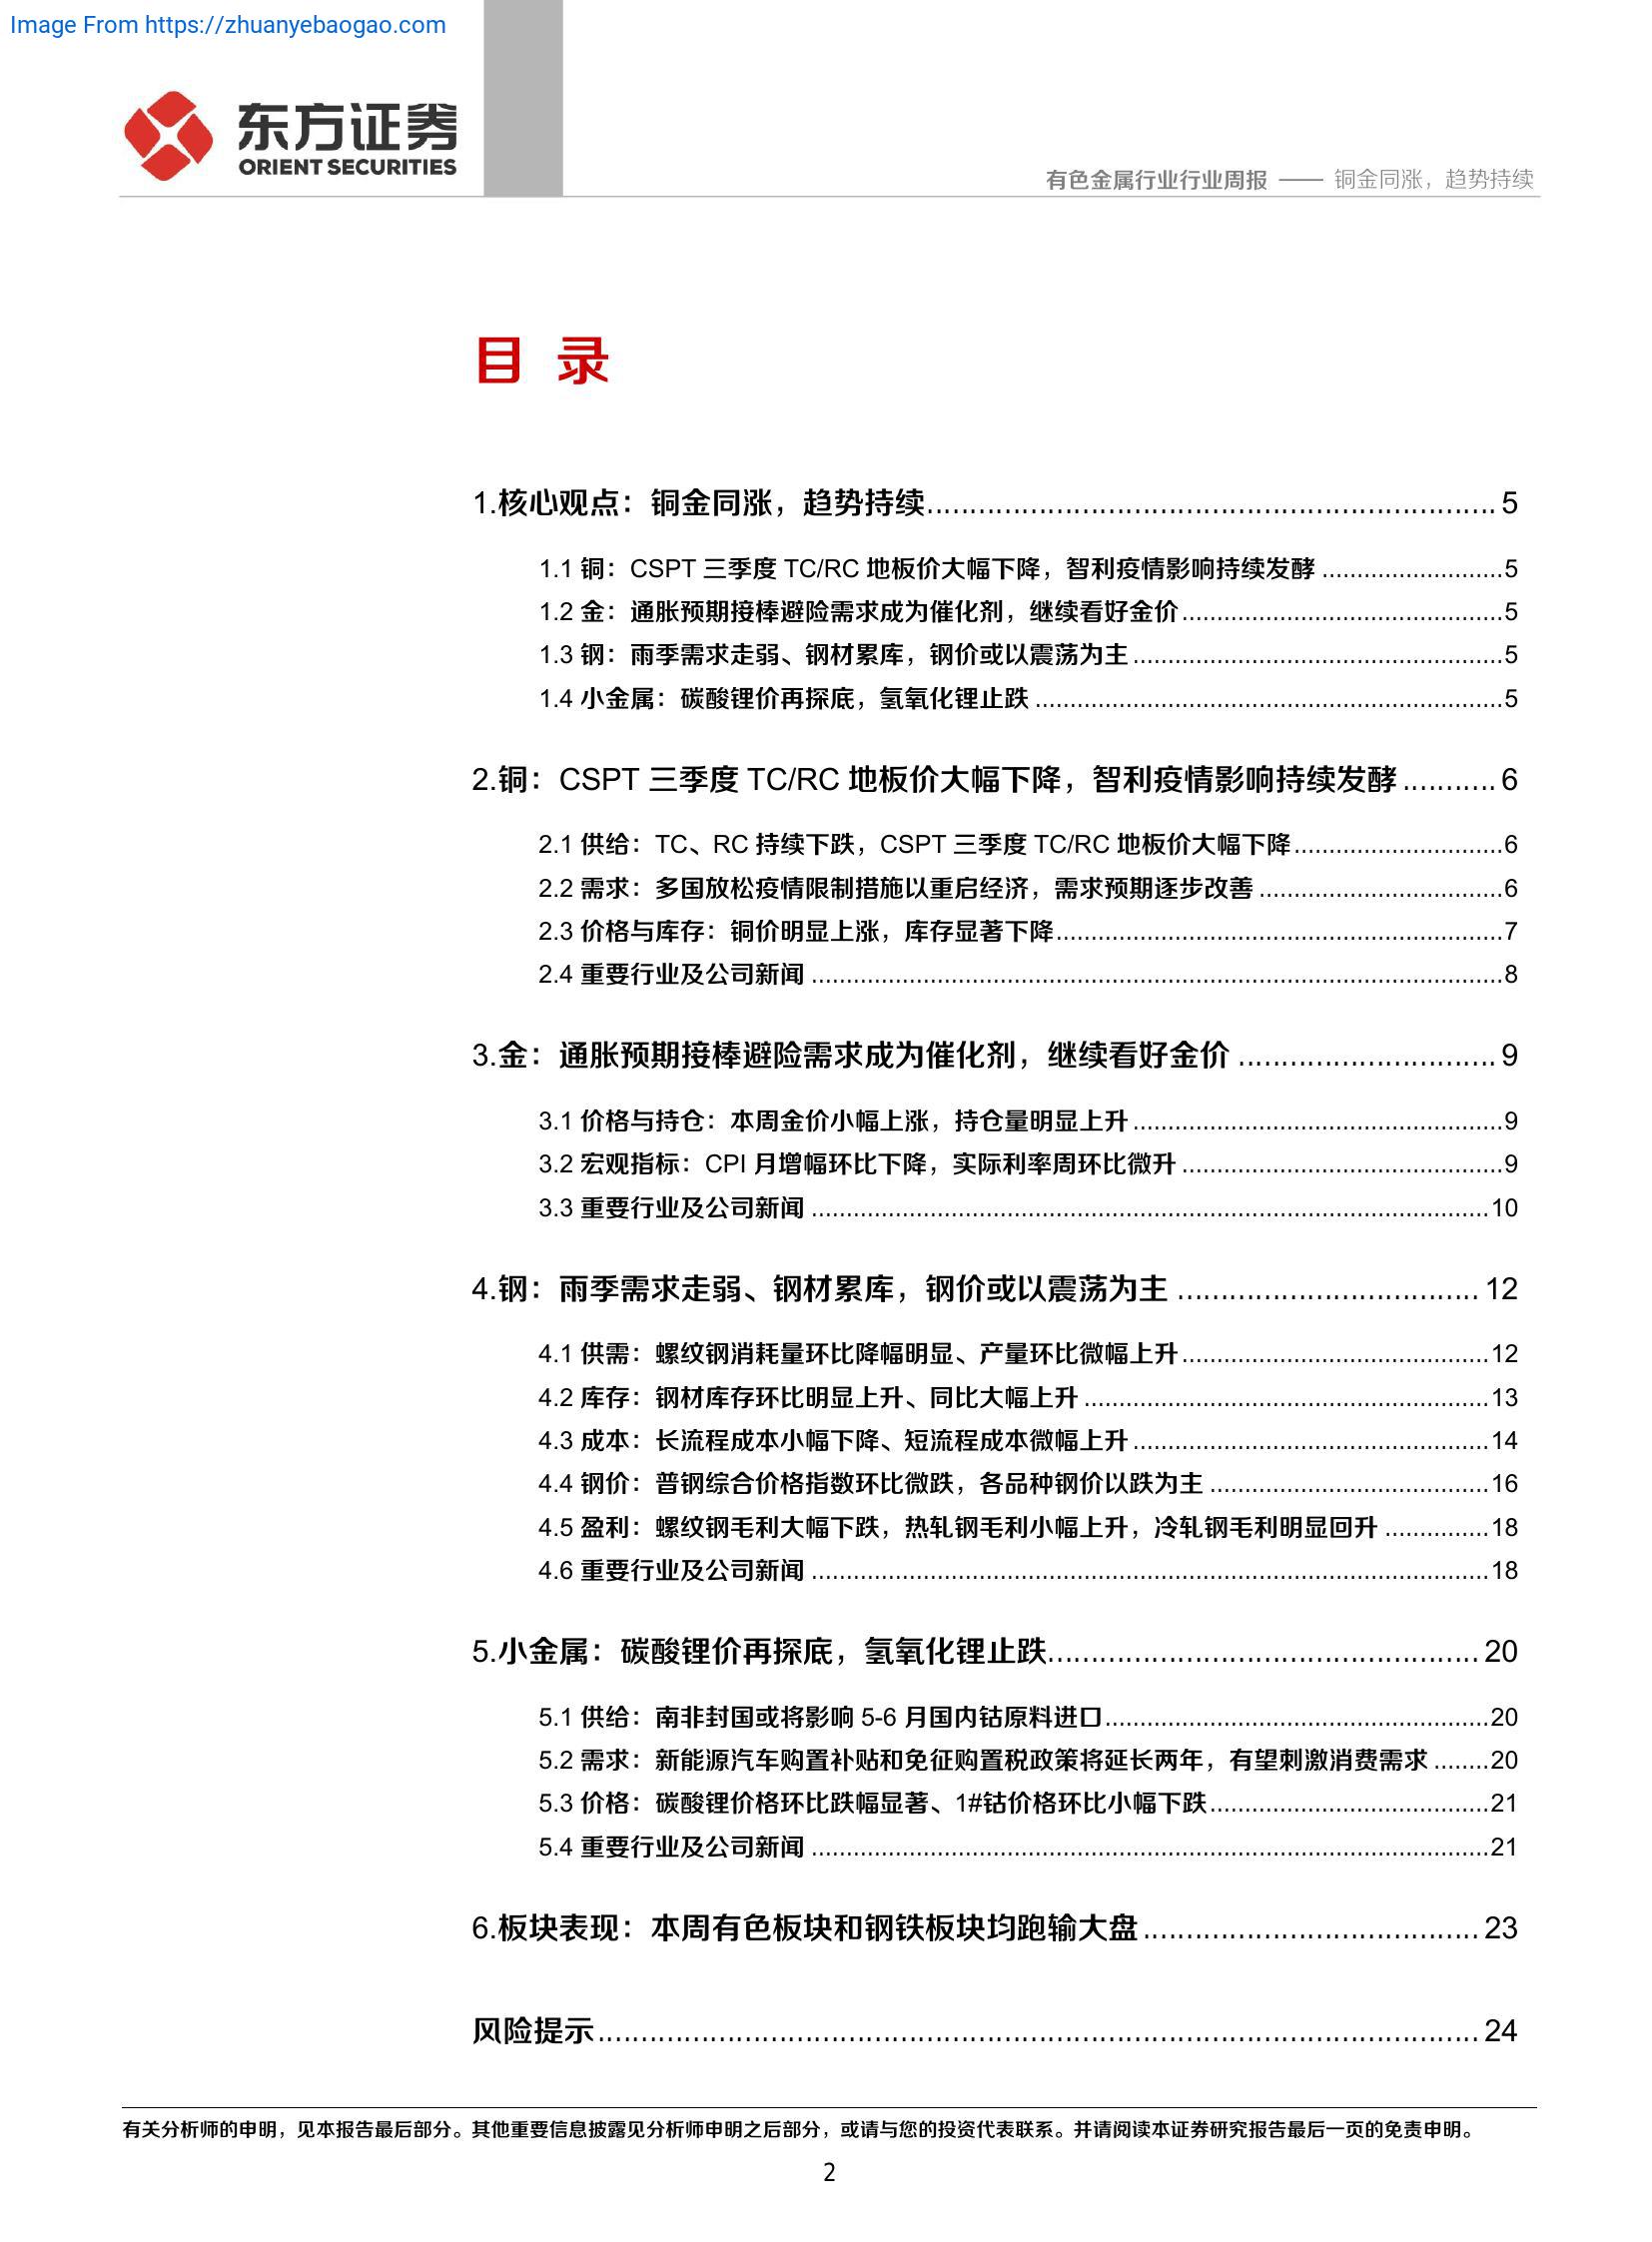 Image From https://zhuanyebaogao.com
东方证券
ORIENT SECURITIES
有色金属行业行业周报 —— 铜金同涨，趋势持续
目 录
1.核心观点：铜金同涨，趋势持续.................................................................. 5
1.1 铜：CSPT 三季度 TC/RC 地板价大幅下降，智利疫情影响持续发酵 ..........................5
1.2 金：通胀预期接棒避险需求成为催化剂，继续看好金价 ..............................................5
1.3 钢：雨季需求走弱、钢材累库，钢价或以震荡为主 .....................................................5
1.4 小金属：碳酸锂价再探底，氢氧化锂止跌 ...................................................................5
2.铜：CSPT 三季度 TC/RC 地板价大幅下降，智利疫情影响持续发酵 ........... 6
2.1 供给：TC、RC 持续下跌，CSPT 三季度 TC/RC 地板价大幅下降..............................6
2.2 需求：多国放松疫情限制措施以重启经济，需求预期逐步改善 ...................................6
2.3 价格与库存：铜价明显上涨，库存显著下降................................................................7
2.4 重要行业及公司新闻 ...................................................................................................8
3.金：通胀预期接棒避险需求成为催化剂，继续看好金价 .............................. 9
3.1 价格与持仓：本周金价小幅上涨，持仓量明显上升 .....................................................9
3.2 宏观指标：CPI 月增幅环比下降，实际利率周环比微升 ..............................................9
3.3 重要行业及公司新闻 .................................................................................................10
4.钢：雨季需求走弱、钢材累库，钢价或以震荡为主 ................................... 12
4.1 供需：螺纹钢消耗量环比降幅明显、产量环比微幅上升............................................12
4.2 库存：钢材库存环比明显上升、同比大幅上升 ..........................................................13
4.3 成本：长流程成本小幅下降、短流程成本微幅上升 ...................................................14
4.4 钢价：普钢综合价格指数环比微跌，各品种钢价以跌为主 ........................................16
4.5 盈利：螺纹钢毛利大幅下跌，热轧钢毛利小幅上升，冷轧钢毛利明显回升 ...............18
4.6 重要行业及公司新闻 .................................................................................................18
5.小金属：碳酸锂价再探底，氢氧化锂止跌.................................................. 20
5.1 供给：南非封国或将影响 5-6 月国内钴原料进口.......................................................20
5.2 需求：新能源汽车购置补贴和免征购置税政策将延长两年，有望刺激消费需求 ........20
5.3 价格：碳酸锂价格环比跌幅显著、1#钴价格环比小幅下跌........................................21
5.4 重要行业及公司新闻 .................................................................................................21
6.板块表现：本周有色板块和钢铁板块均跑输大盘....................................... 23
风险提示...................................................................................................... 24
有关分析师的申明，见本报告最后部分。其他重要信息披露见分析师申明之后部分，或请与您的投资代表联系。并请阅读本证券研究报告最后一页的免责申明。
2